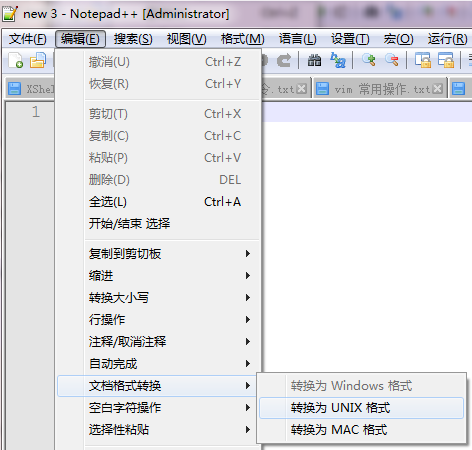 new 3 - Notepad++ [Administrator]
文件(F) 编辑(E) 搜索(S) 视图(V) 格式(M) 语言(L) 设置(T) 宏(O) 运行(R)
撤消(U) Ctrl+Z
恢复(R) Ctrl+Y
XShel 令.txt vim 常用操作.txt
1
剪切(T) Ctrl+X
复制(C) Ctrl+C
粘贴(P) Ctrl+V
删除(D) DEL
全选(L) Ctrl+A
开始/结束 选择
复制到剪切板
缩进
转换大小写
行操作
注释/取消注释
自动完成
文档格式转换
转换为 Windows 格式
空白字符操作
转换为 UNIX 格式
选择性粘贴
转换为 MAC 格式